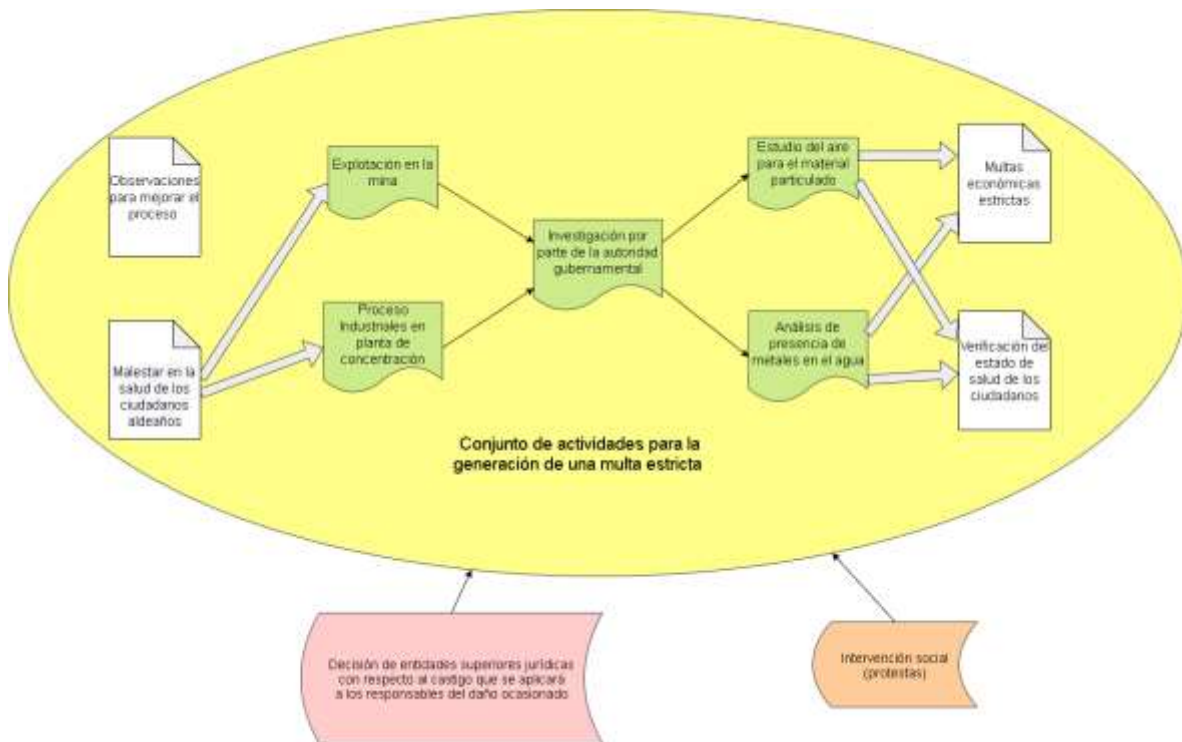 Observaciones
para mejorar el
proceso
Malestar en la
salud de los
ciudadanos
aldeaños
Explotación en la
mina
Proceso
Industriales en
planta de
concentración
Investigación por
parte de la autoridad
gubernamental
Estudio del aire
para el material
particulado
Análisis de
presencia de
metales en el agua
Multas
económicas
estrictas
Verificación del
estado de
salud de los
ciudadanos
Conjunto de actividades para la
generación de una multa estricta
Decisión de entidades superiores jurídicas
con respecto al castigo que se aplicará
a los responsables del daño ocasionado
Intervención social
(protestas)